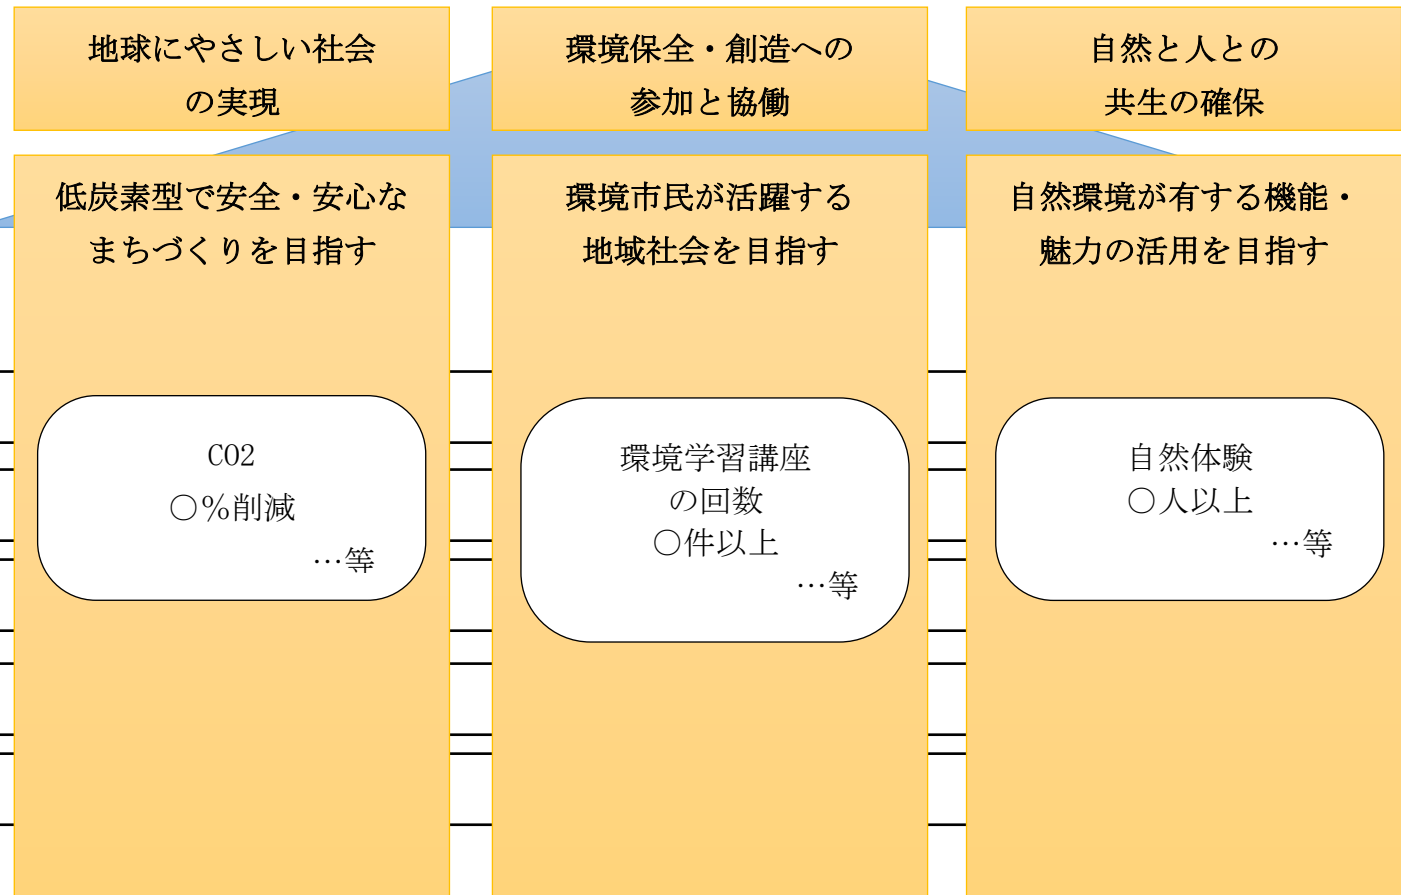 地球にやさしい社会
の実現
環境保全・創造への
参加と協働
自然と人との
共生の確保
低炭素型で安全・安心な
まちづくりを目指す
環境市民が活躍する
地域社会を目指す
自然環境が有する機能・
魅力の活用を目指す
CO2
○％削減
…等
環境学習講座
の回数
○件以上
…等
自然体験
○人以上
…等